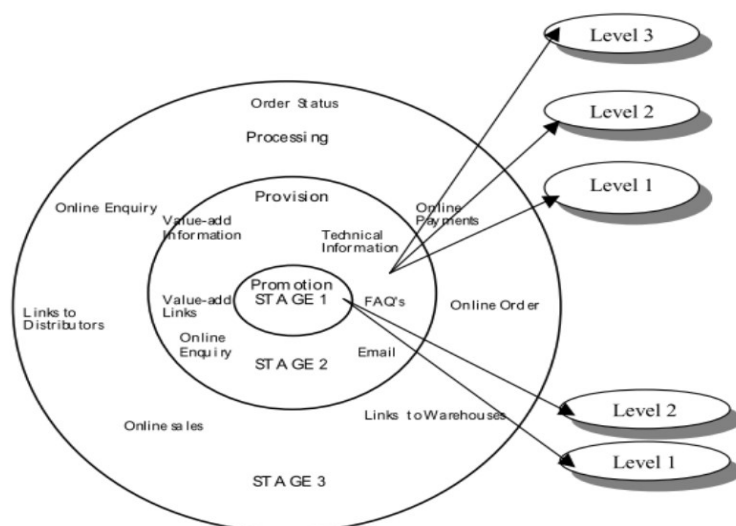 Level 3
Order Status
Processing
Level 2
Level 1
Provision
Online Enquiry
Value-add
Information
Online
Payments
Technical
Information
Promotion
STAGE 1
Value-add
Links
FAQ's
Online Order
Links to
Distributors
Online
Enquiry
Email
STAGE 2
Level 2
Links to Warehouses
Online sales
Level 1
STAGE 3